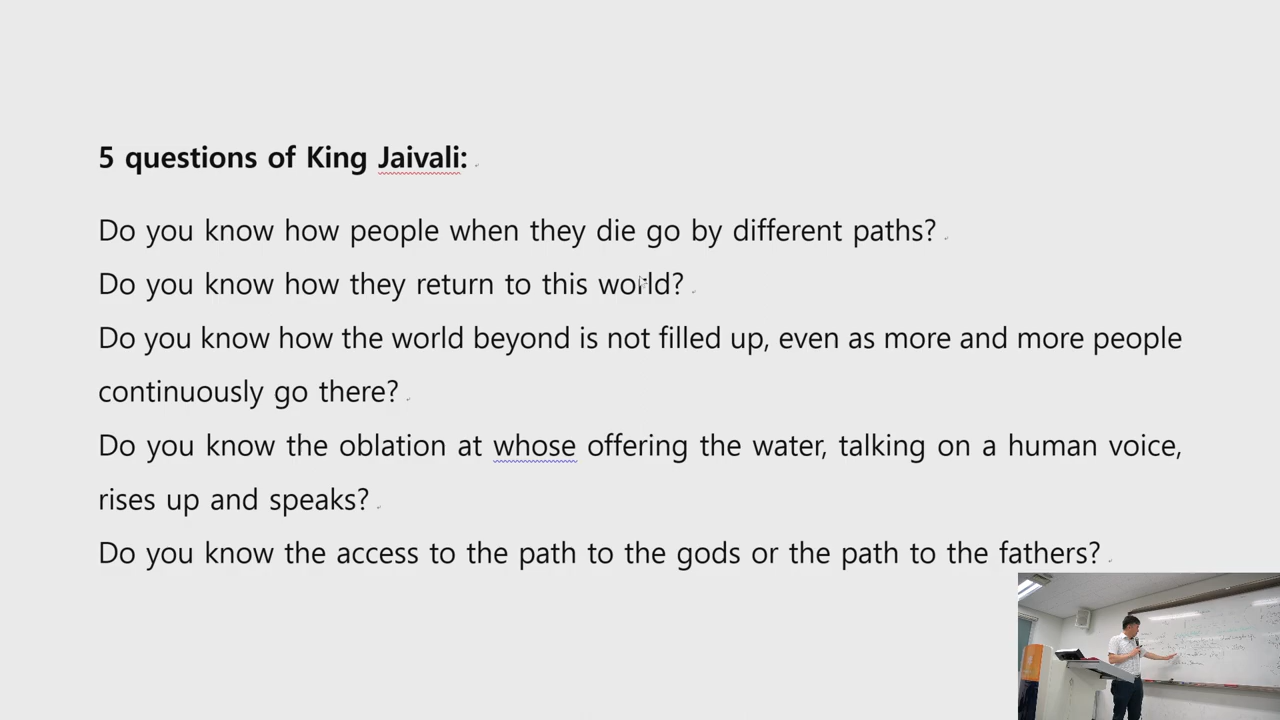 5 questions of King Jaivali:
Do you know how people when they die go by different paths?
Do you know how they return to this world?
Do you know how the world beyond is not filled up, even as more and more people
continuously go there?
Do you know the oblation at whose offering the water, talking on a human voice,
rises up and speaks?
Do you know the access to the path to the gods or the path to the fathers?